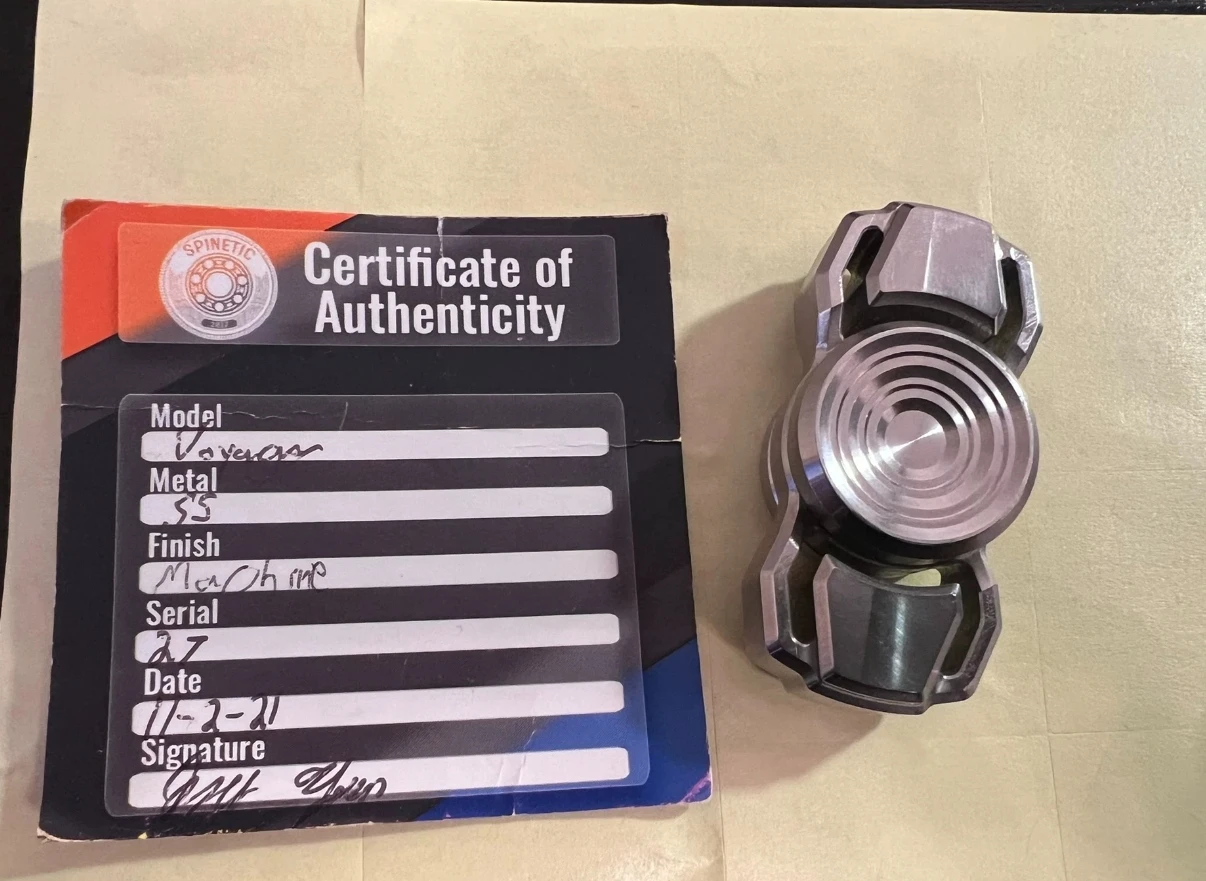 SPINETIC
Certificate of
Authenticity
Model
Metal
SS
Finish
Machine
Serial
27
Date
11-2-21
Signature